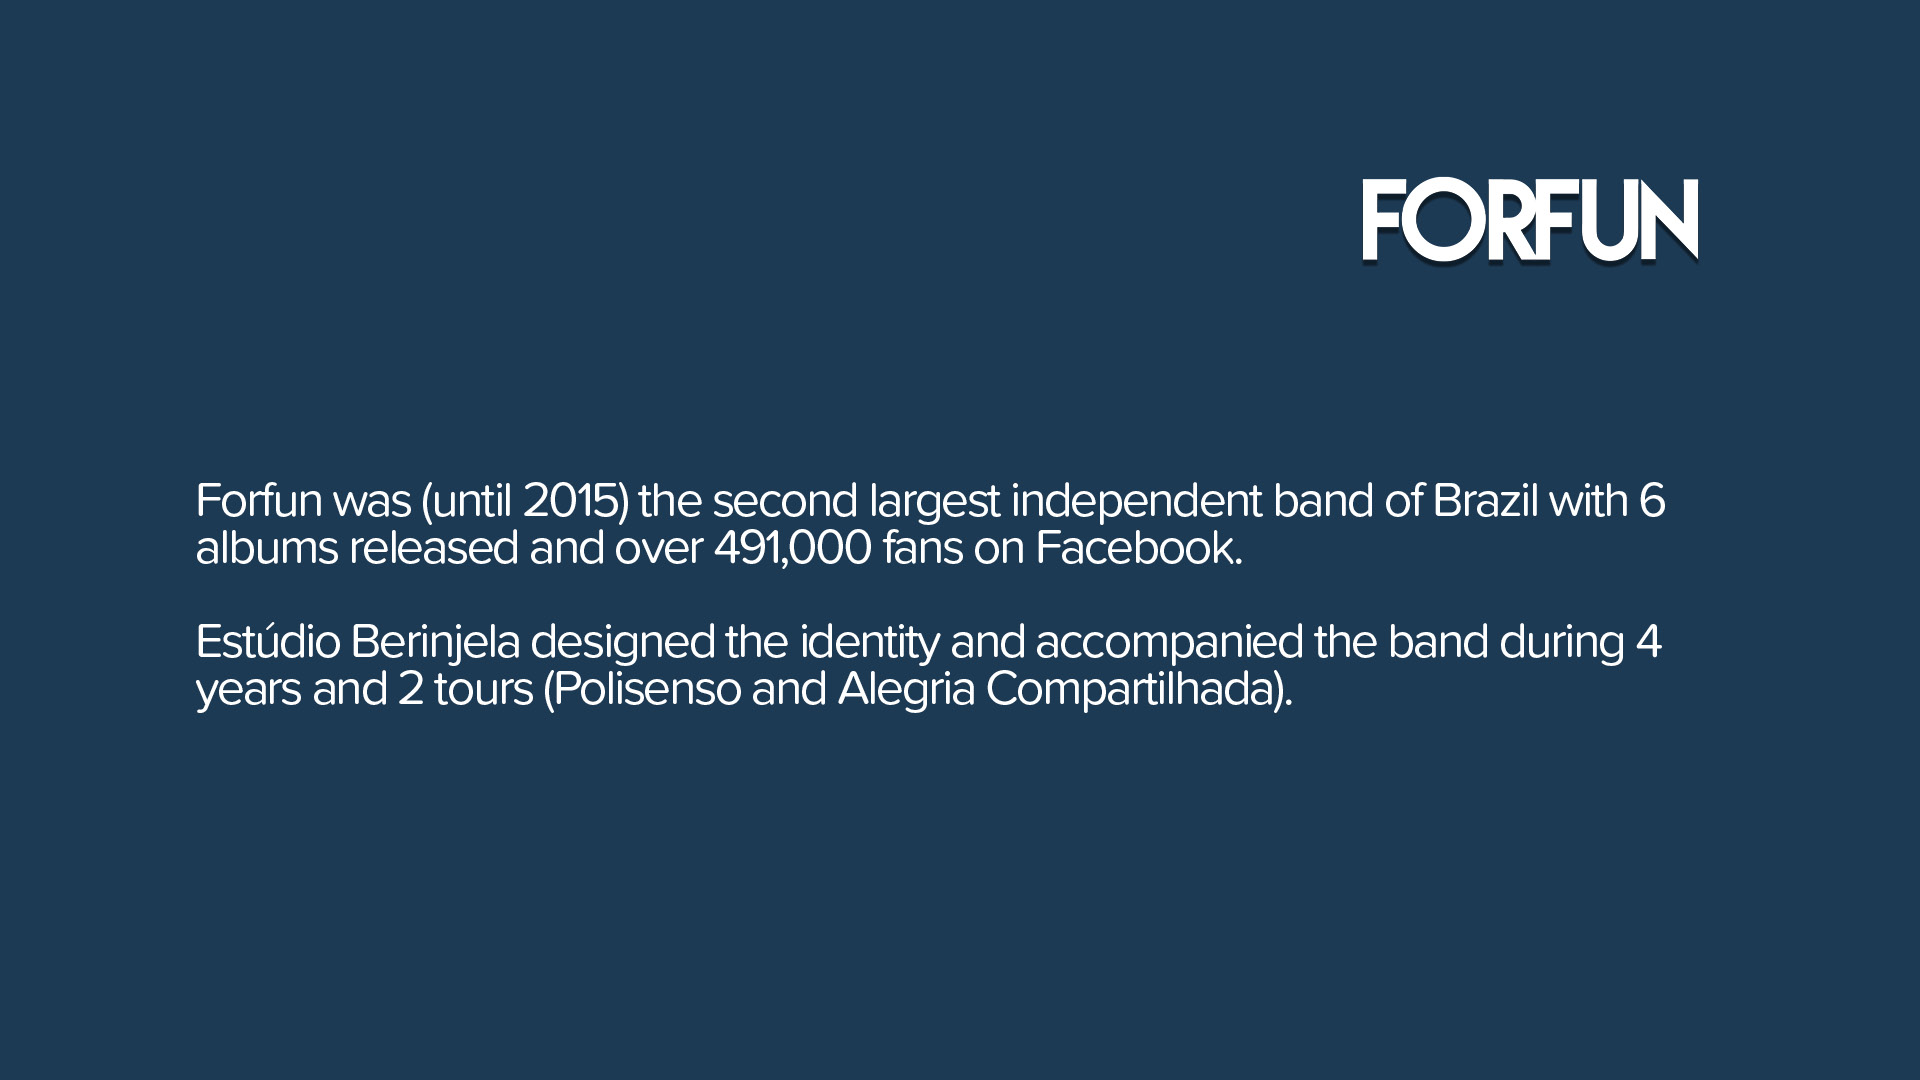 FORFUN
Forfun was (until 2015) the second largest independent band of Brazil with 6
albums released and over 491,000 fans on Facebook.
Estúdio Berinjela designed the identity and accompanied the band during 4
years and 2 tours (Polisenso and Alegria Compartilhada).